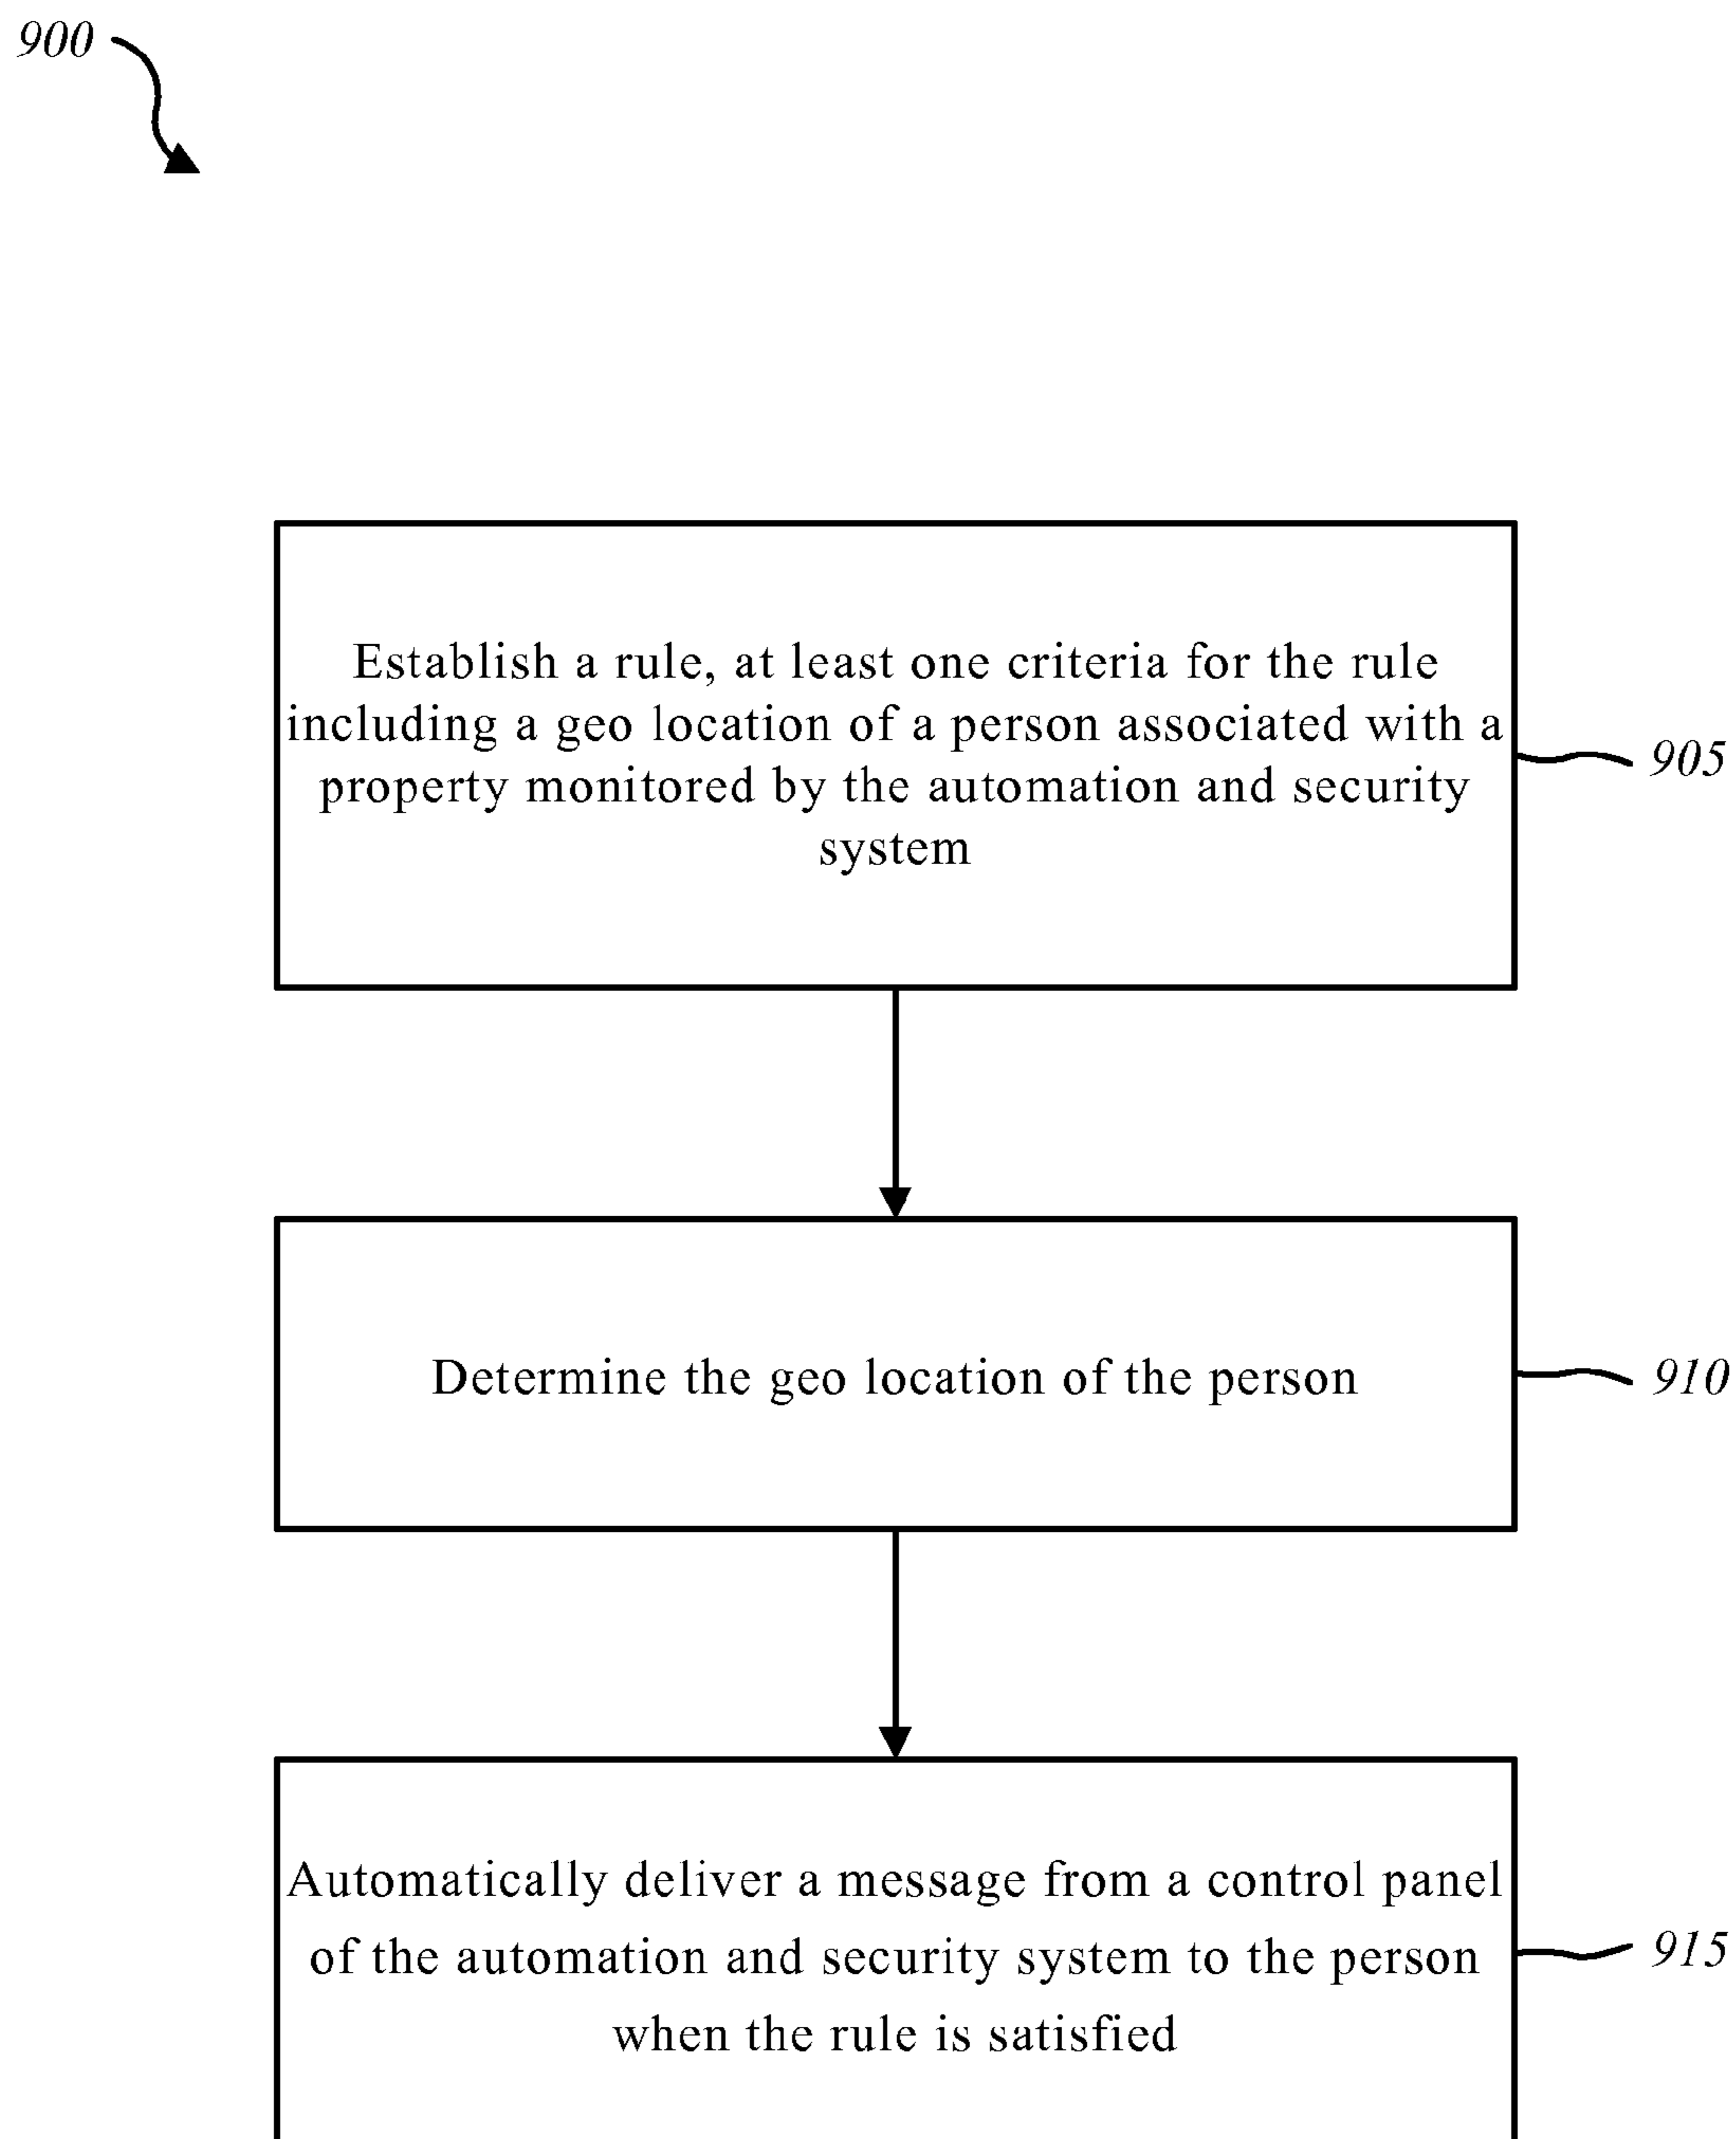 900
Establish a rule, at least one criteria for the rule
including a geo location of a person associated with a
property monitored by the automation and security
system
905
Determine the geo location of the person
910
Automatically deliver a message from a control panel
of the automation and security system to the person
when the rule is satisfied
915